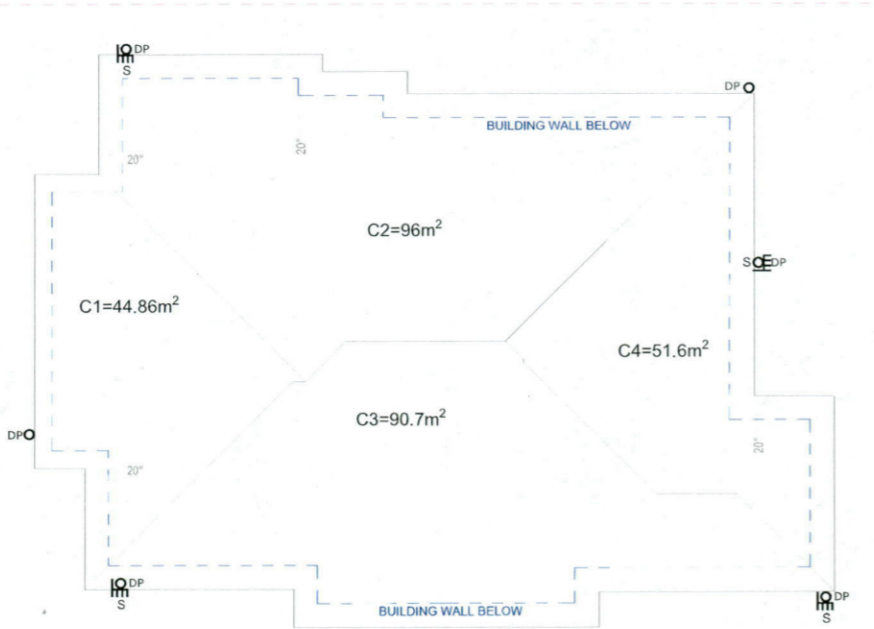 DP
S
DP
BUILDING WALL BELOW
20°
20°
C2=96m²
S DP
C1=44.86m²
C4=51.6m²
C3=90.7m²
DP
20°
20°
DP
S
DP
S
BUILDING WALL BELOW